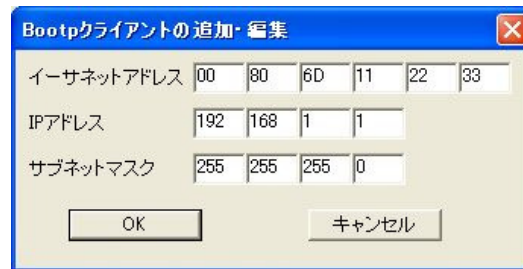 Bootpクライアントの追加・編集
イーサネットアドレス 00 80 6D 11 22 33
IPアドレス 192 168 1 1
サブネットマスク 255 255 255 0
OK キャンセル